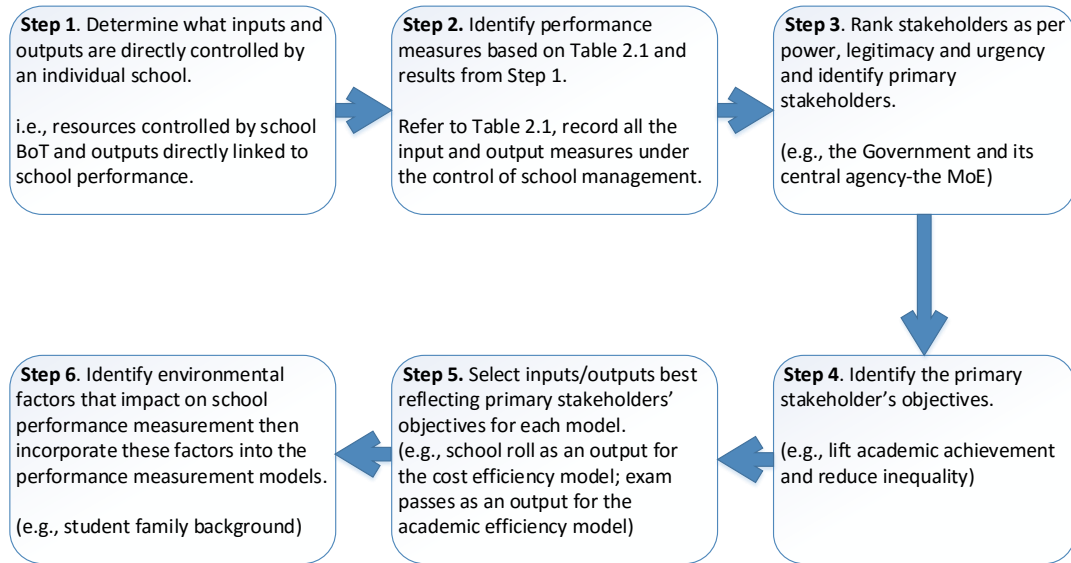 Step 1. Determine what inputs and
outputs are directly controlled by
an individual school.
i.e., resources controlled by school
BoT and outputs directly linked to
school performance.
Step 2. Identify performance
measures based on Table 2.1 and
results from Step 1.
Refer to Table 2.1, record all the
input and output measures under
the control of school management.
Step 3. Rank stakeholders as per
power, legitimacy and urgency
and identify primary
stakeholders.
(e.g., the Government and its
central agency-the MoE)
Step 4. Identify the primary
stakeholder’s objectives.
(e.g., lift academic achievement
and reduce inequality)
Step 5. Select inputs/outputs best
reflecting primary stakeholders’
objectives for each model.
(e.g., school roll as an output for
the cost efficiency model; exam
passes as an output for the
academic efficiency model)
Step 6. Identify environmental
factors that impact on school
performance measurement then
incorporate these factors into the
performance measurement models.
(e.g., student family background)